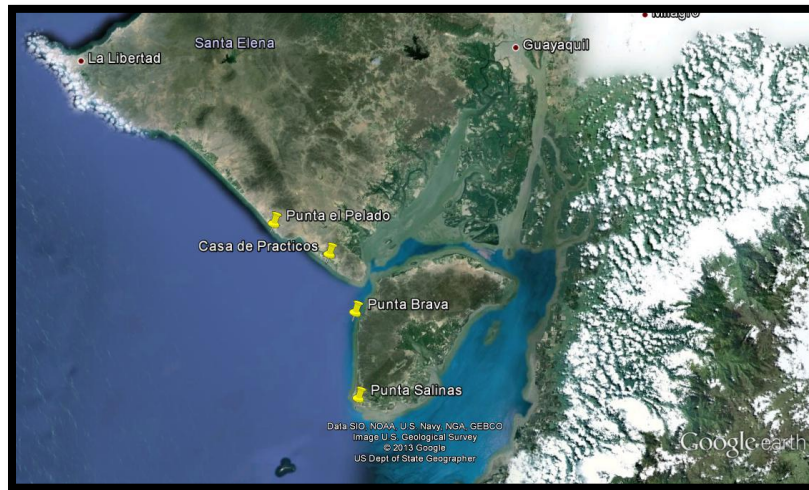 Milagro
Santa Elena
Guayaquil
La Libertad
Punta el Pelado
Casa de Practicos
Punta Brava
Punta Salinas
Data SIO, NOAA, U.S. Navy, NGA, GEBCO
Image U.S. Geological Survey
© 2013 Google
US Dept of State Geographer
Google earth